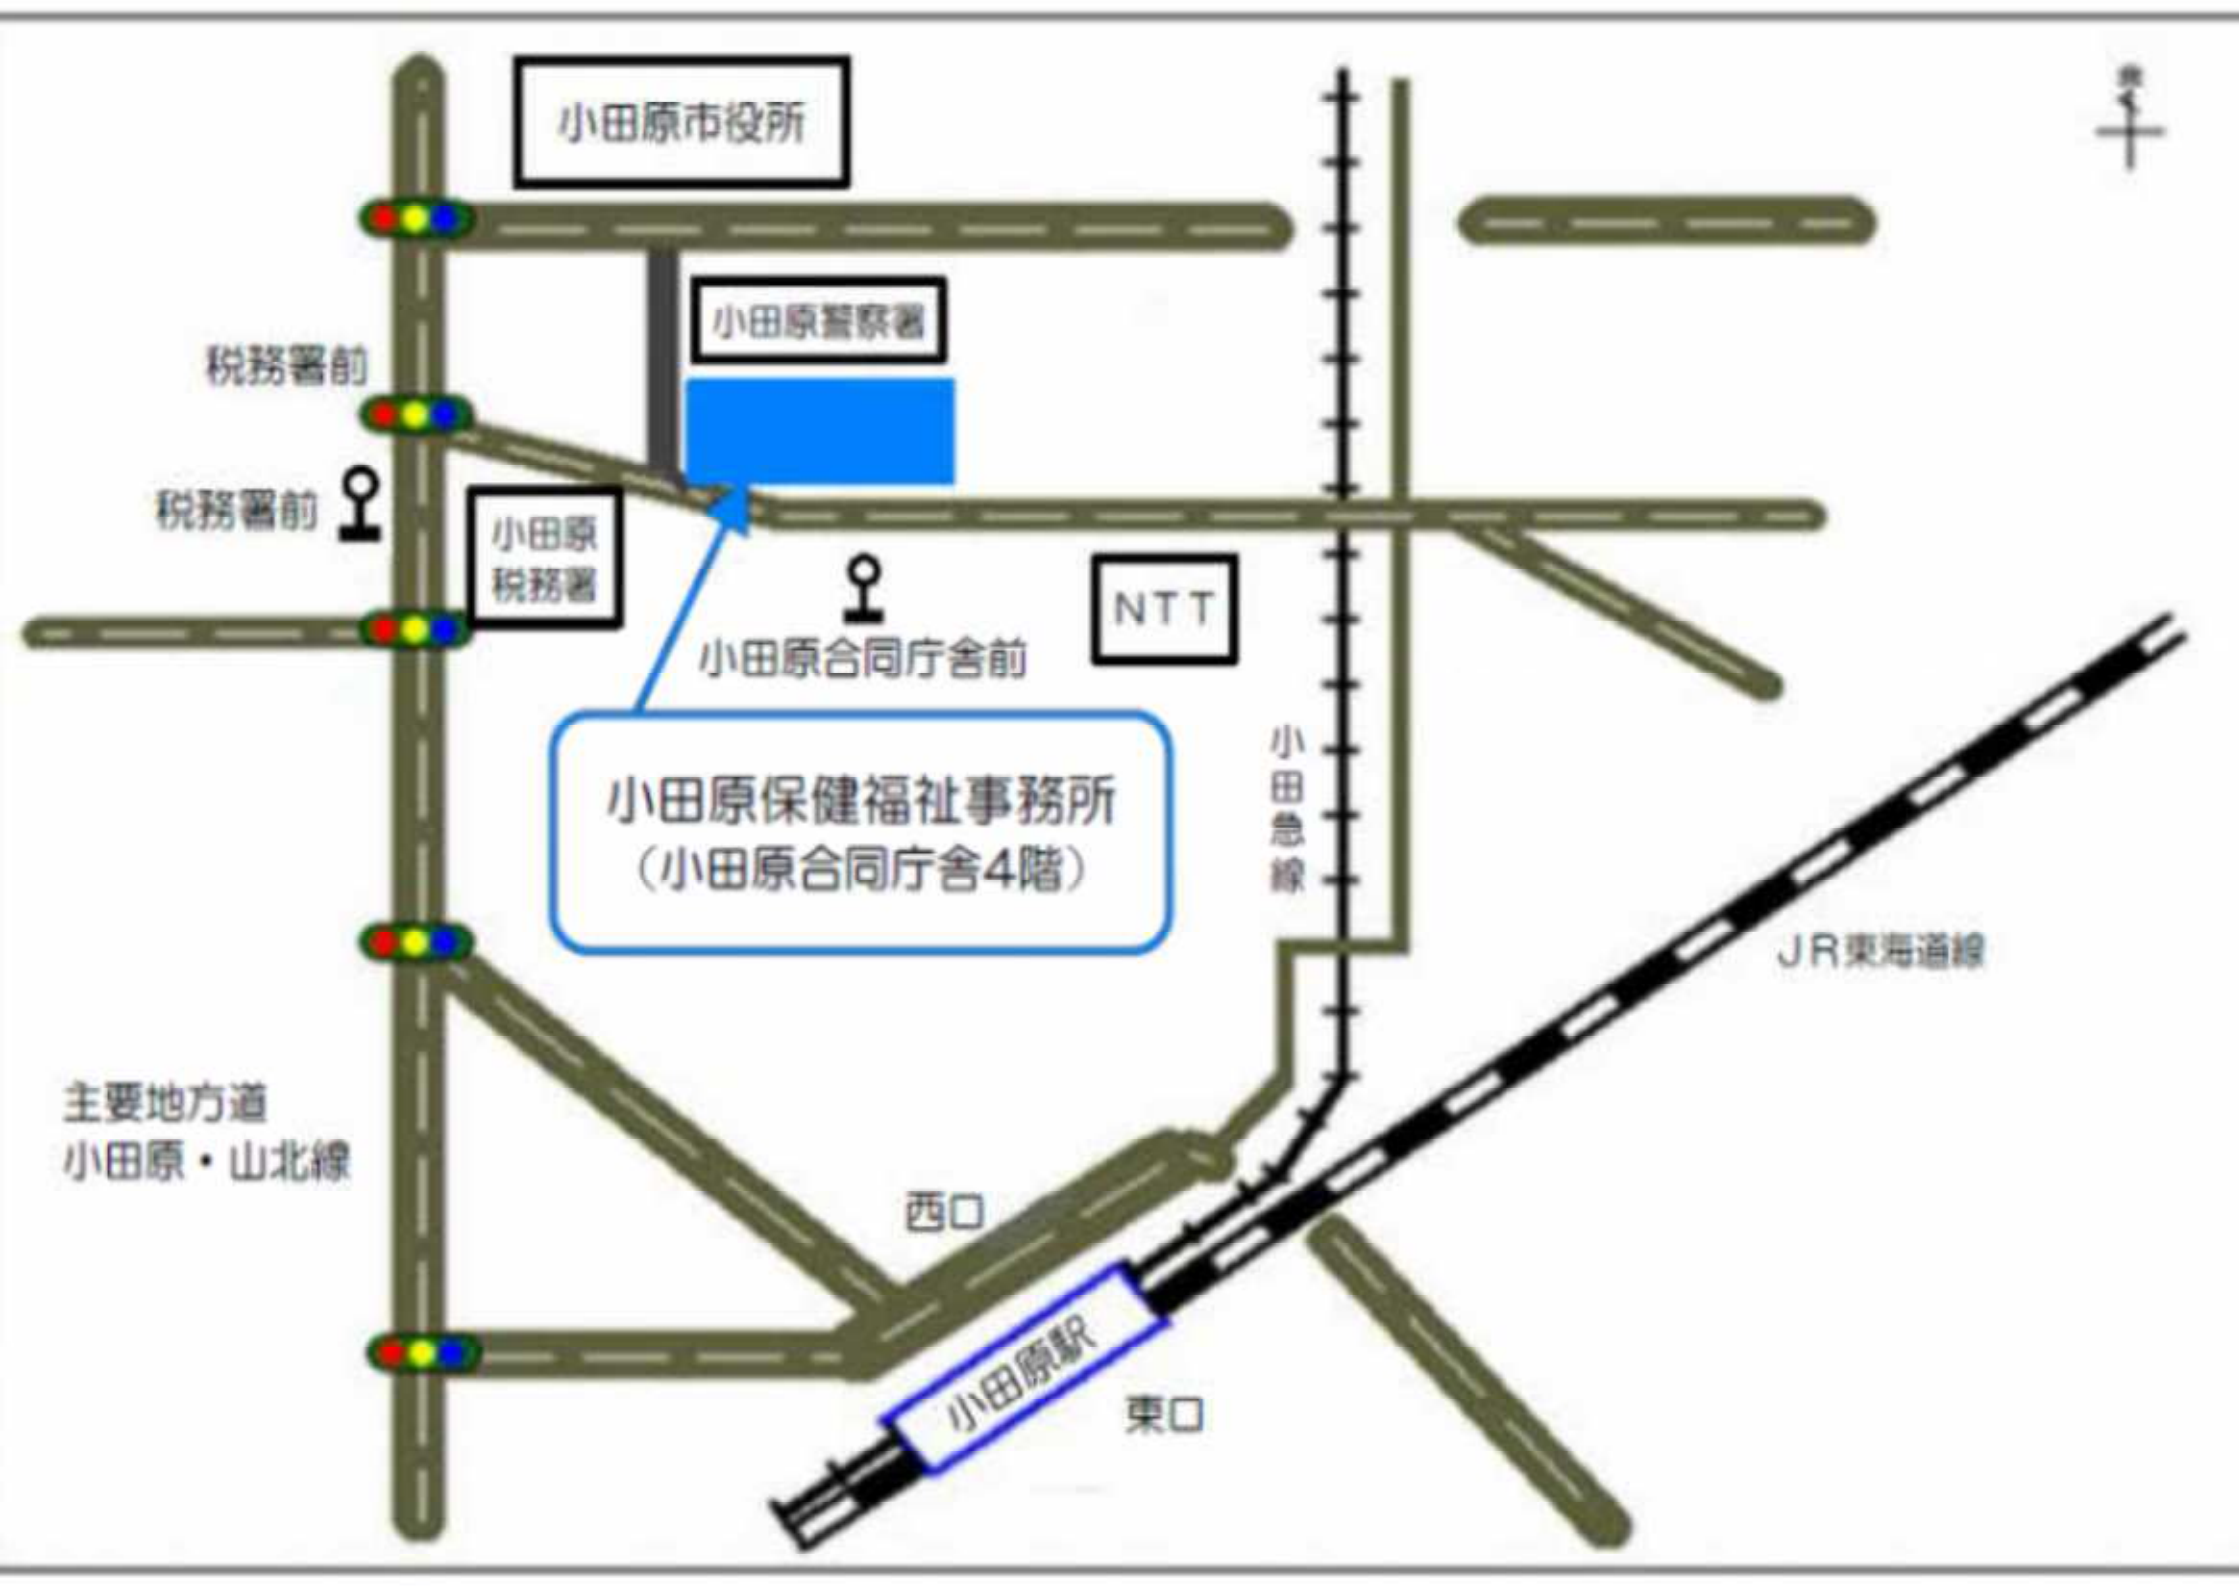 小田原市役所
小田原警察署
税務署前
税務署前
小田原
税務署
小田原合同庁舎前
NTT
小田原保健福祉事務所
（小田原合同庁舎4階）
小田急線
JR東海道線
主要地方道
小田原・山北線
西口
小田原駅
東口